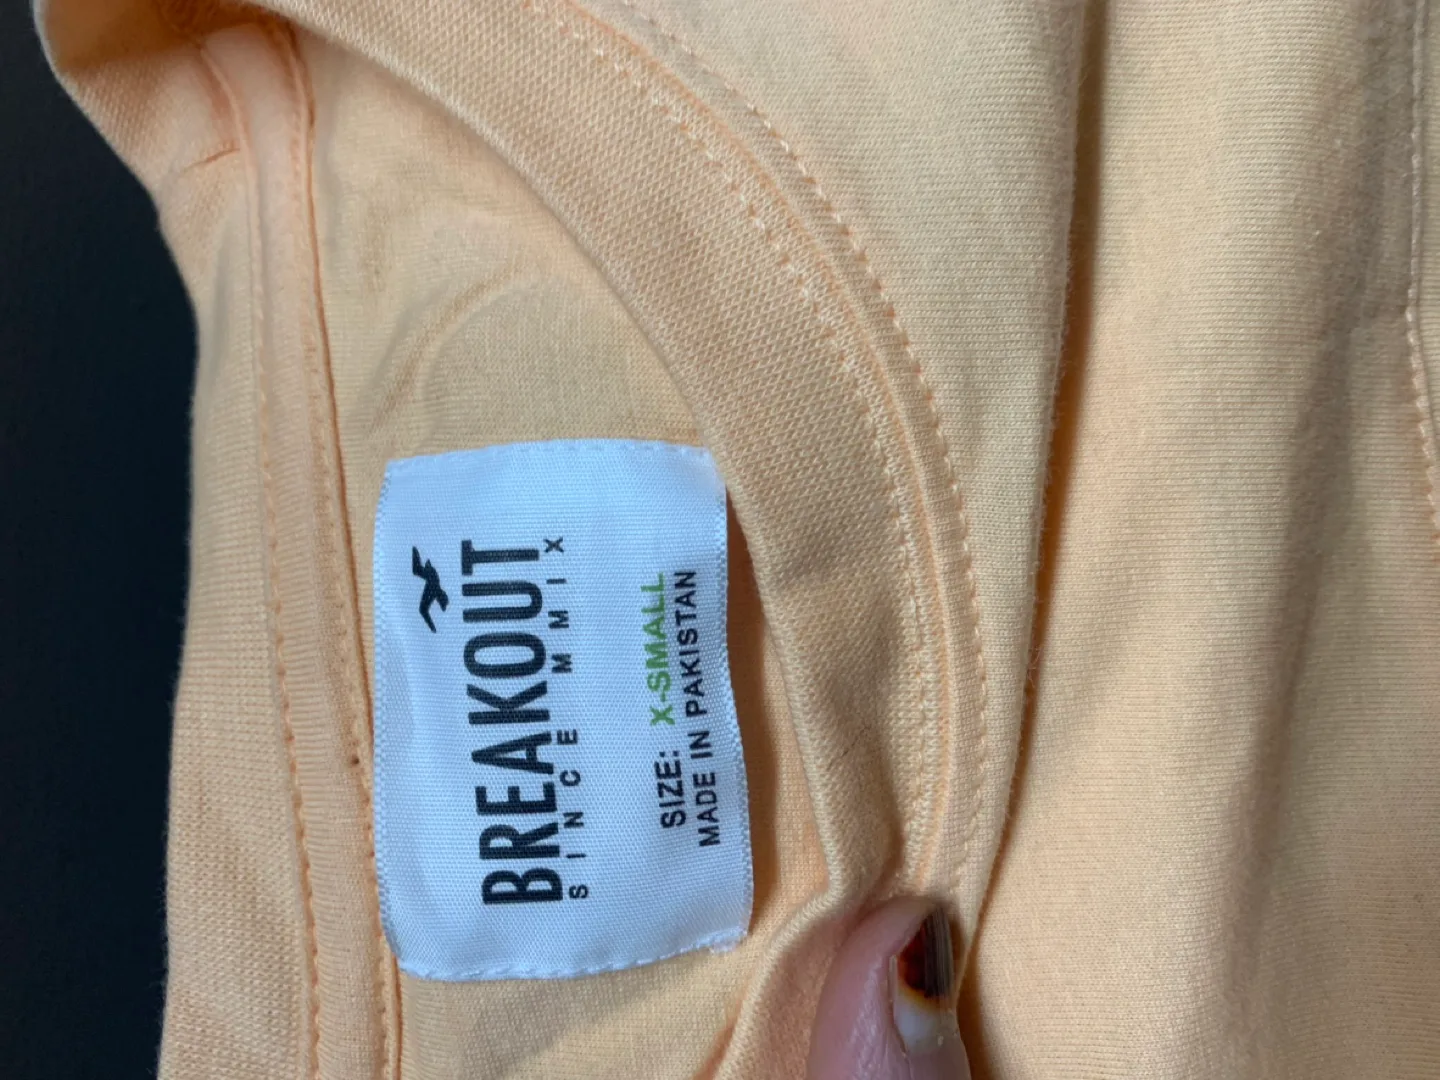 BREAKOUT
SINCE MMIX
SIZE: X-SMALL
MADE IN PAKISTAN